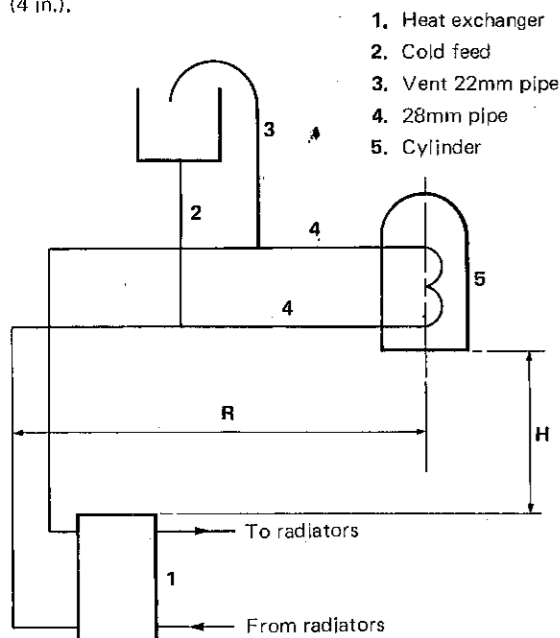 (4 in.).
1. Heat exchanger
2. Cold feed
3. Vent 22mm pipe
4. 28mm pipe
5. Cylinder
3
2
4
4
5
R
H
To radiators
1
From radiators